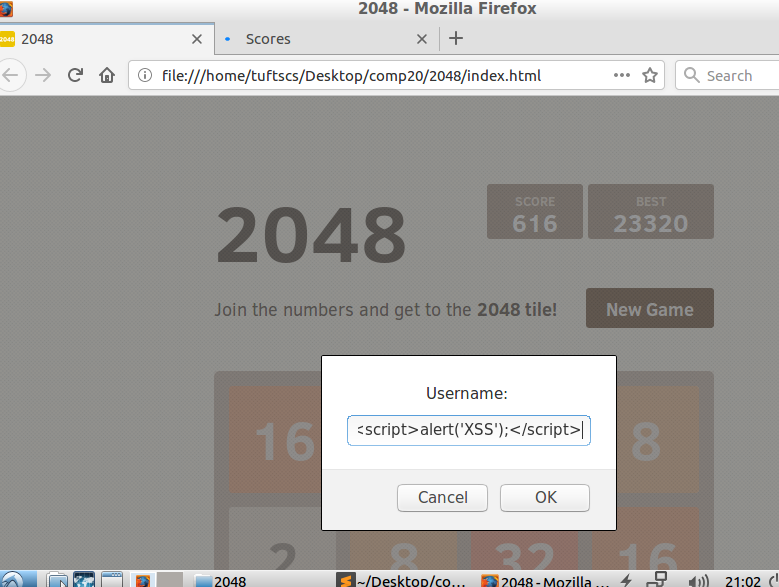 2048 - Mozilla Firefox
2048 2048 Scores
file:///home/tuftscs/Desktop/comp20/2048/index.html Search
2048
SCORE BEST
616 23320
Join the numbers and get to the 2048 tile!
New Game
Username:
<script>alert('XSS');</script>
Cancel OK
16 8
2 8 32 16
2048 ~/Desktop/co... 2048 - Mozilla ... 21:02